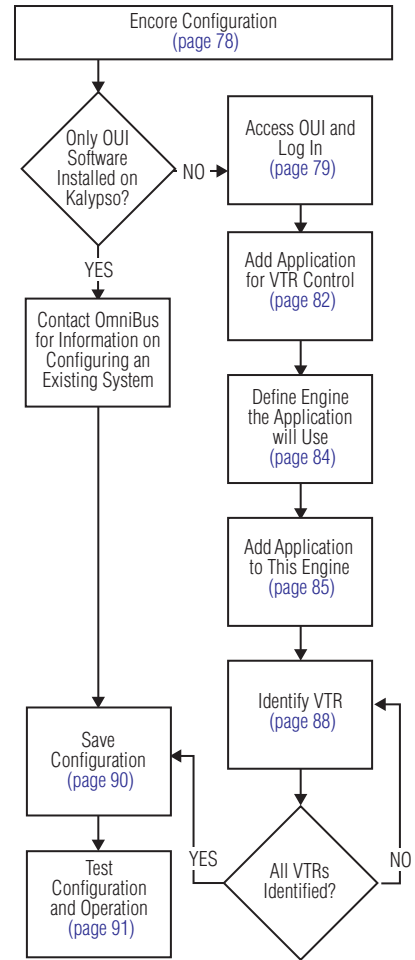 Encore Configuration
(page 78)
Only OUI
Software
Installed on
Kalypso?
NO
Access OUI and
Log In
(page 79)
YES
Add Application
for VTR Control
(page 82)
Contact OmniBus
for Information on
Configuring an
Existing System
Define Engine
the Application
will Use
(page 84)
Add Application
to This Engine
(page 85)
Identify VTR
(page 88)
Save
Configuration
(page 90)
YES
All VTRs
Identified?
NO
Test
Configuration
and Operation
(page 91)